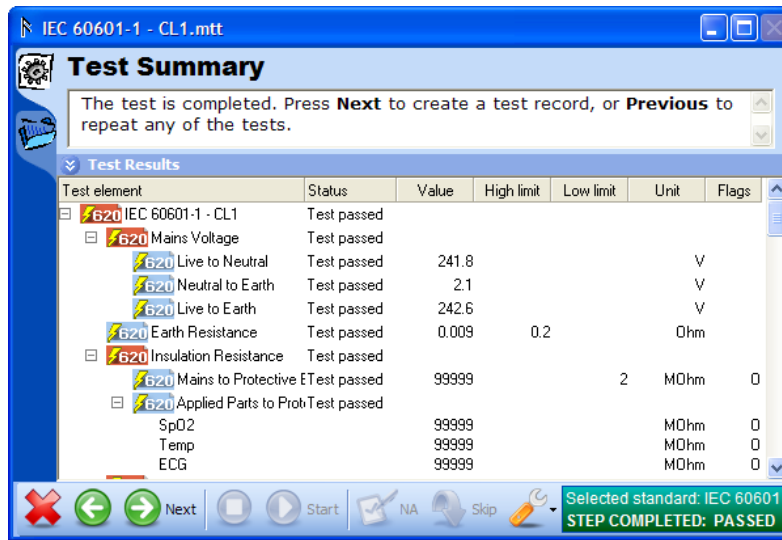 IEC 60601-1 - CL1.mtt
Test Summary
The test is completed. Press Next to create a test record, or Previous to
repeat any of the tests.
Test Results
Test element Status Value High limit Low limit Unit Flags
620 IEC 60601-1 - CL1 Test passed
620 Mains Voltage Test passed
620 Live to Neutral Test passed 241.8 V
620 Neutral to Earth Test passed 2.1 V
620 Live to Earth Test passed 242.6 V
620 Earth Resistance Test passed 0.009 0.2 Ohm
620 Insulation Resistance Test passed
620 Mains to Protective E Test passed 99999 2 MOhm 0
620 Applied Parts to Prot Test passed
SpO2 99999 MOhm 0
Temp 99999 MOhm 0
ECG 99999 MOhm 0
Next Start NA Skip
Selected standard: IEC 60601
STEP COMPLETED: PASSED